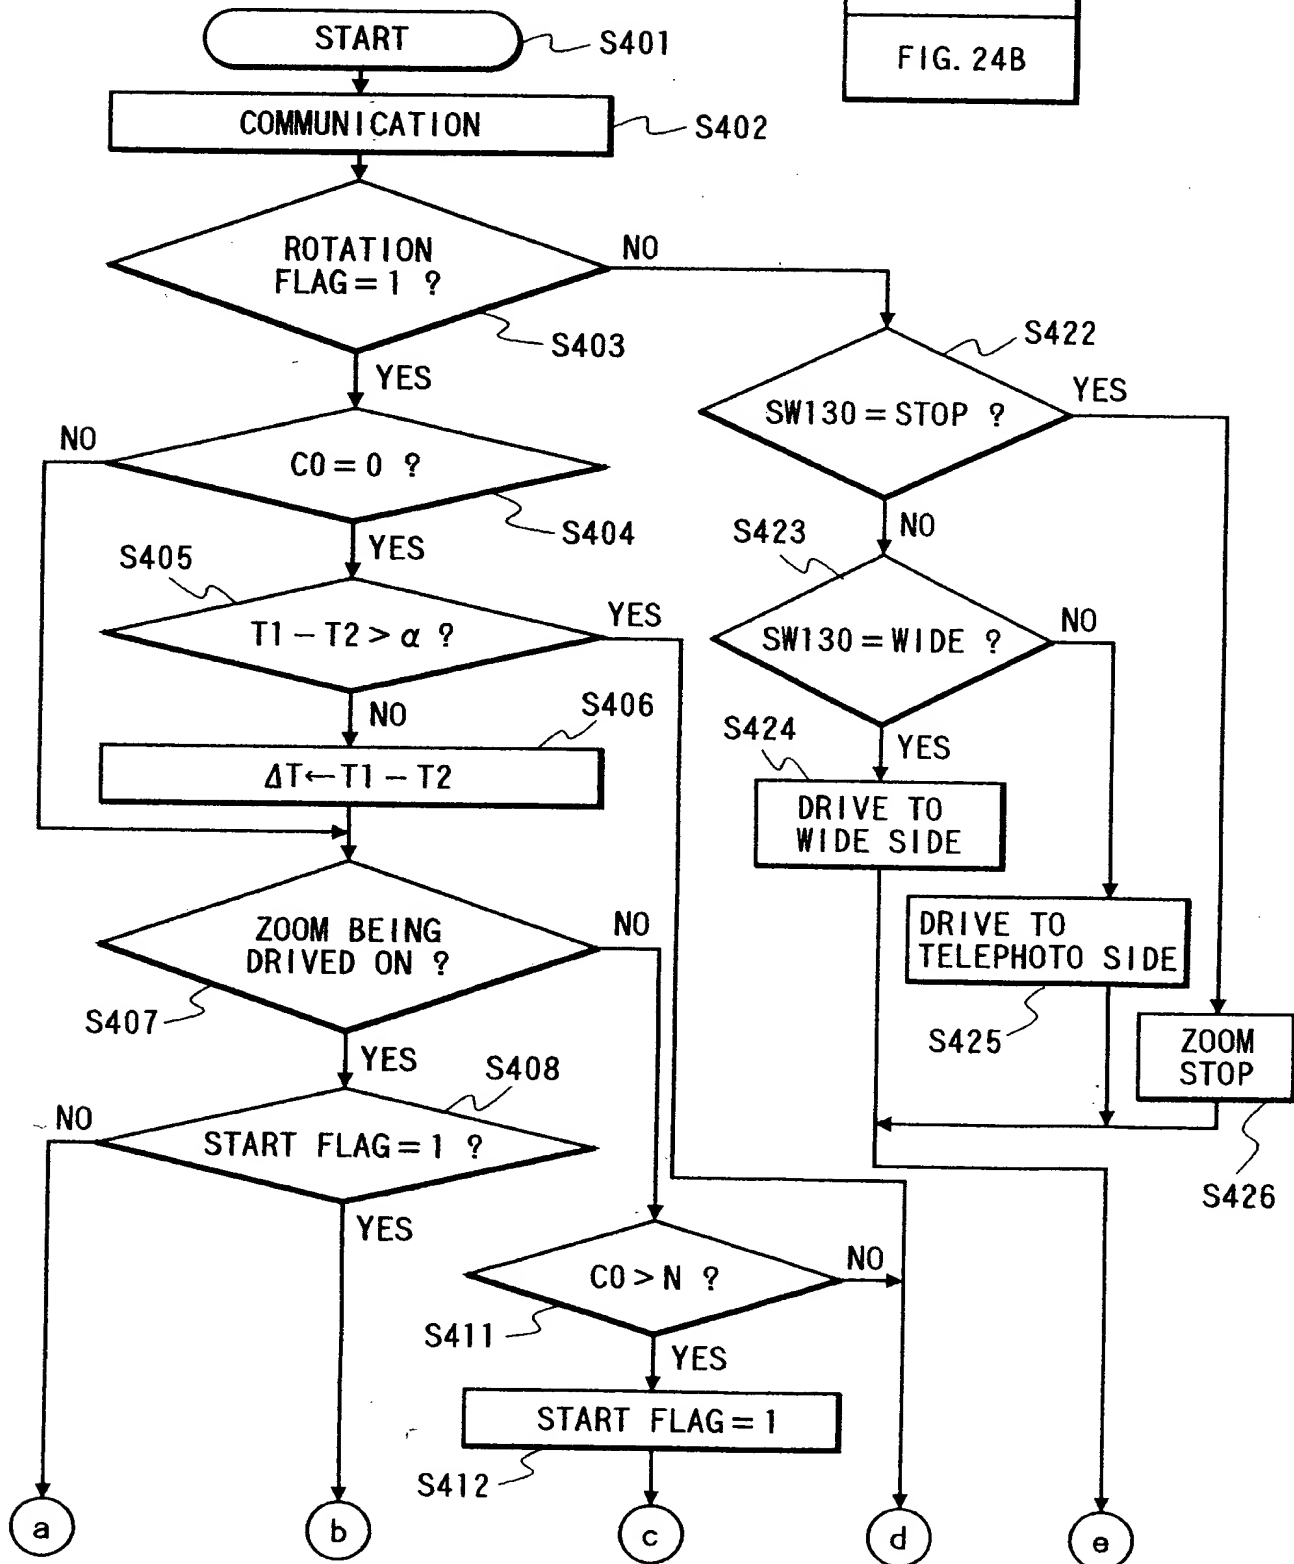 START
S401
FIG. 24B
COMMUNICATION
S402
ROTATION
FLAG=1 ?
NO
S403
YES
S422
SW130=STOP ?
YES
NO
C0=0 ?
S404
YES
NO
S423
S405
T1-T2>α ?
YES
SW130=WIDE ?
NO
NO
S406
S424
YES
ΔT←T1-T2
DRIVE TO
WIDE SIDE
ZOOM BEING
DRIVED ON ?
NO
DRIVE TO
TELEPHOTO SIDE
S407
YES
S425
ZOOM
STOP
S408
NO
START FLAG=1 ?
S426
YES
C0>N ?
NO
S411
YES
START FLAG=1
S412
a
b
c
d
e